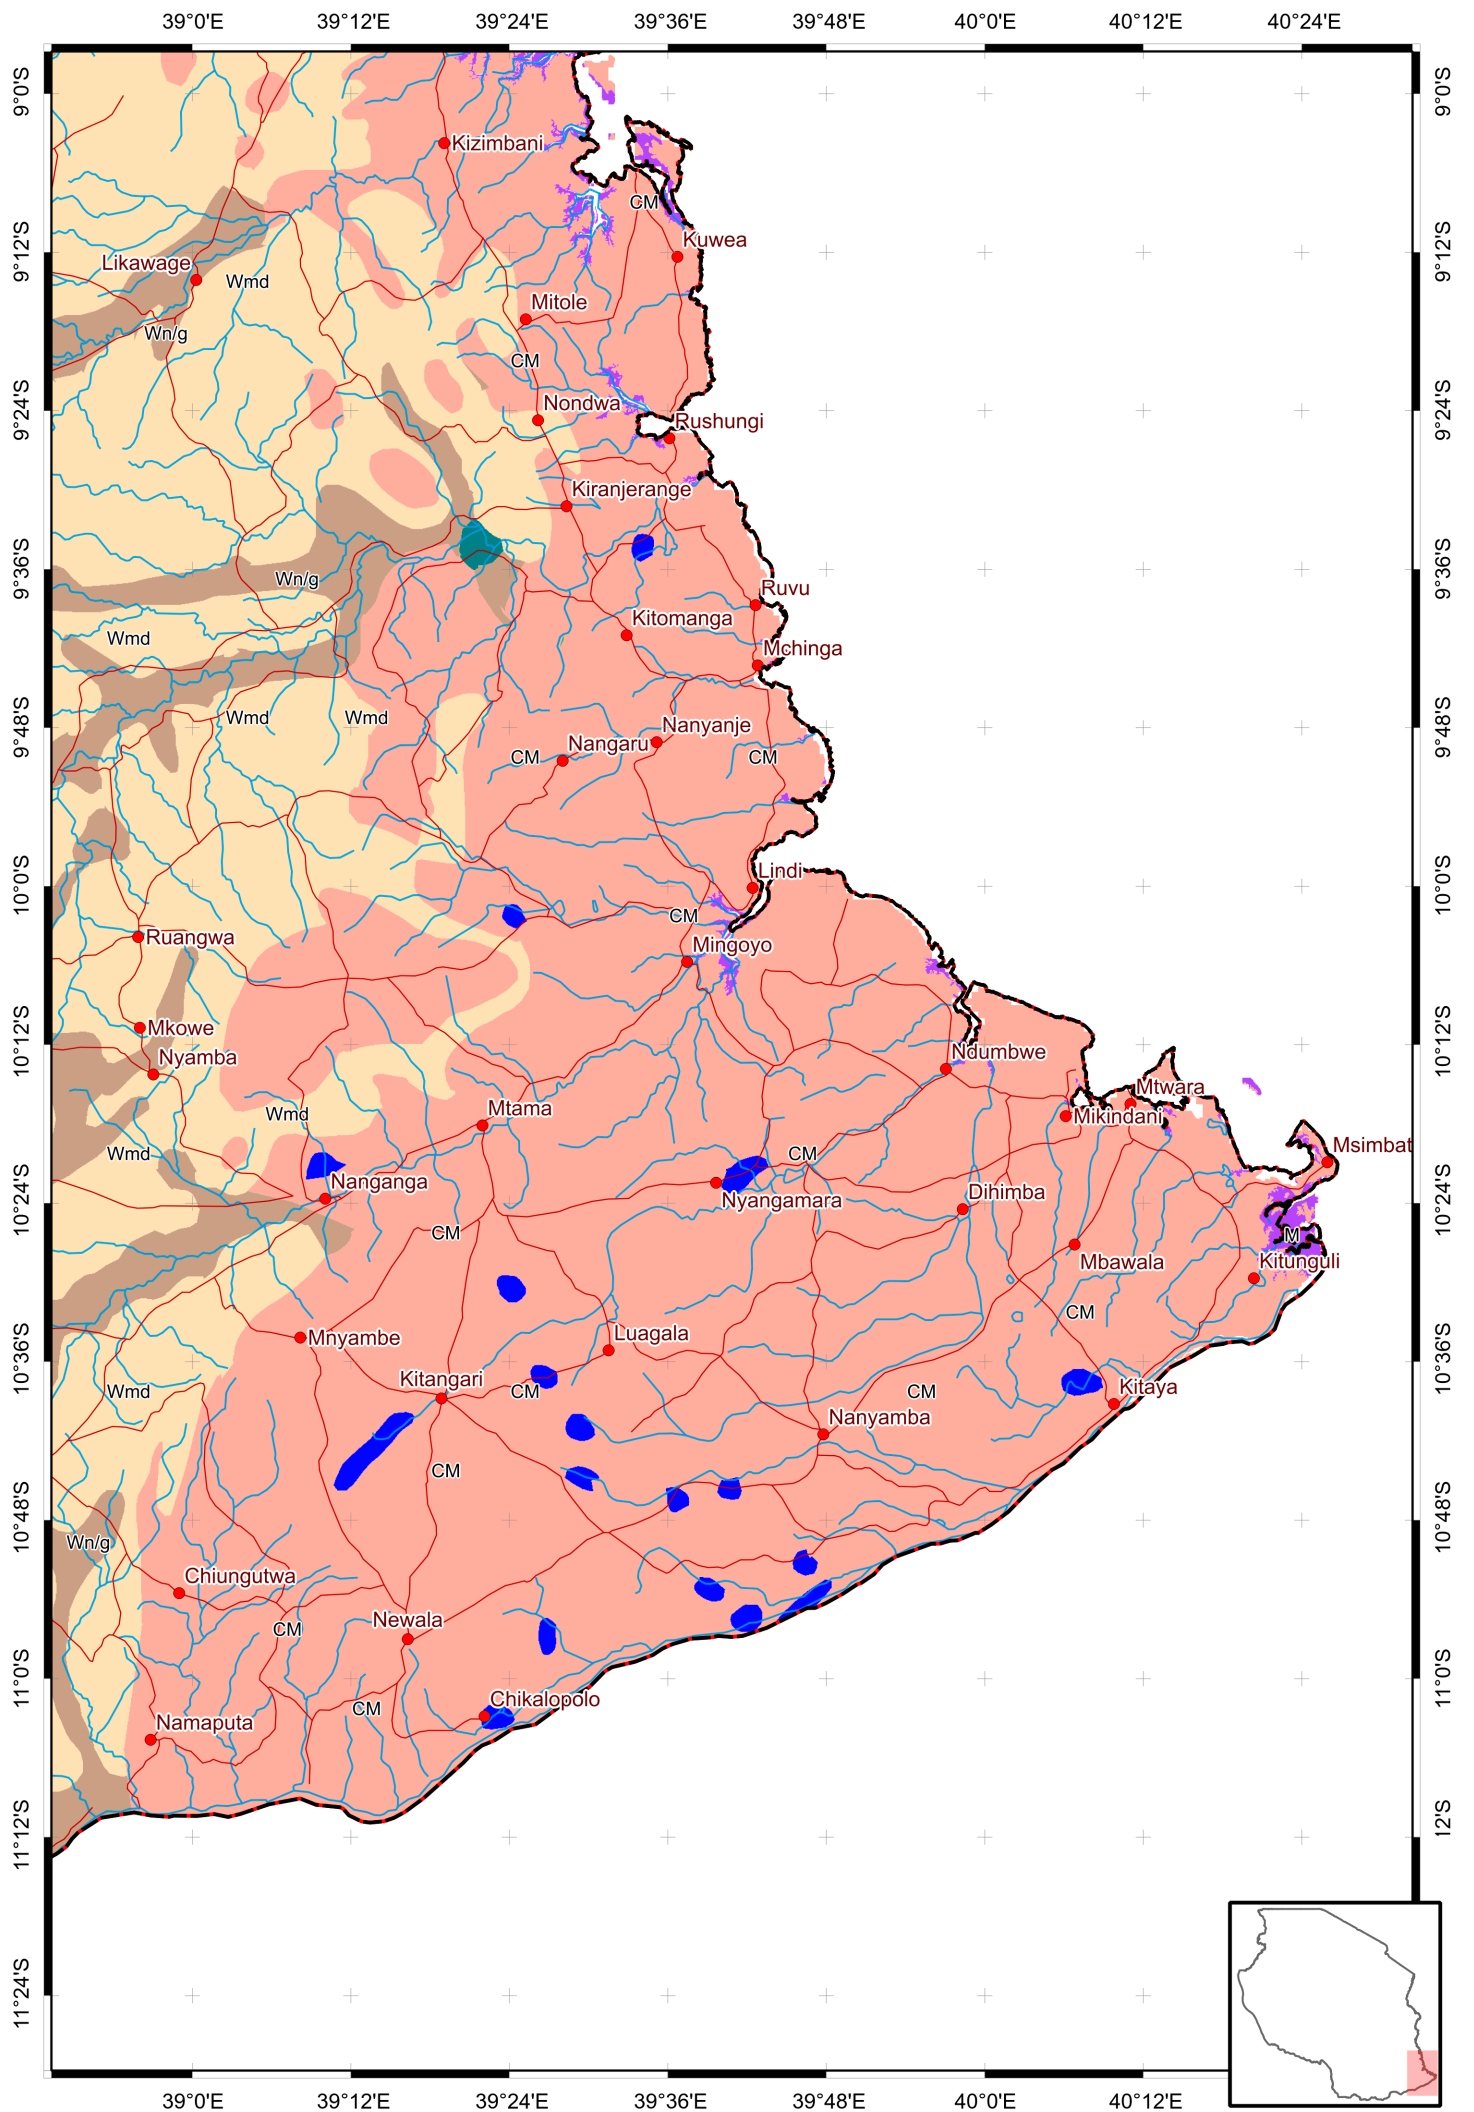 39°0'E 39°12'E 39°24'E 39°36'E 39°48'E 40°0'E 40°12'E 40°24'E
9°0'S 9°0'S
Kizimbani
CM
Kuwea
9°12'S 9°12'S
Likawage
Wmd
Mitole
Wn/g
CM
Nondwa
9°24'S 9°24'S
Rushungi
Kiranjerange
9°36'S 9°36'S
Wn/g
Ruvu
Kitomanga
Wmd
Mchinga
Wmd Wmd
Nanyanje
9°48'S 9°48'S
Nangaru
CM CM
Lindi
10°0'S 10°0'S
CM
Ruangwa
Mingoyo
Mkowe
10°12'S 10°12'S
Ndumbwe
Nyamba
Mtwara
Mtama
Wmd
Mikindani
Msimbat
Wmd CM
Nanganga
Dihimba
Nyangamara
10°24'S 10°24'S
CM
M
Mbawala Kitunguli
CM
Luagala
Mnyambe
10°36'S 10°36'S
Kitangari
Kitaya
Wmd CM CM
Nanyamba
CM
10°48'S 10°48'S
Wn/g
Chiungutwa
Newala
CM
11°0'S 11°0'S
Chikalopolo
CM
Namaputa
11°12'S 12'S
11°24'S
39°0'E 39°12'E 39°24'E 39°36'E 39°48'E 40°0'E 40°12'E